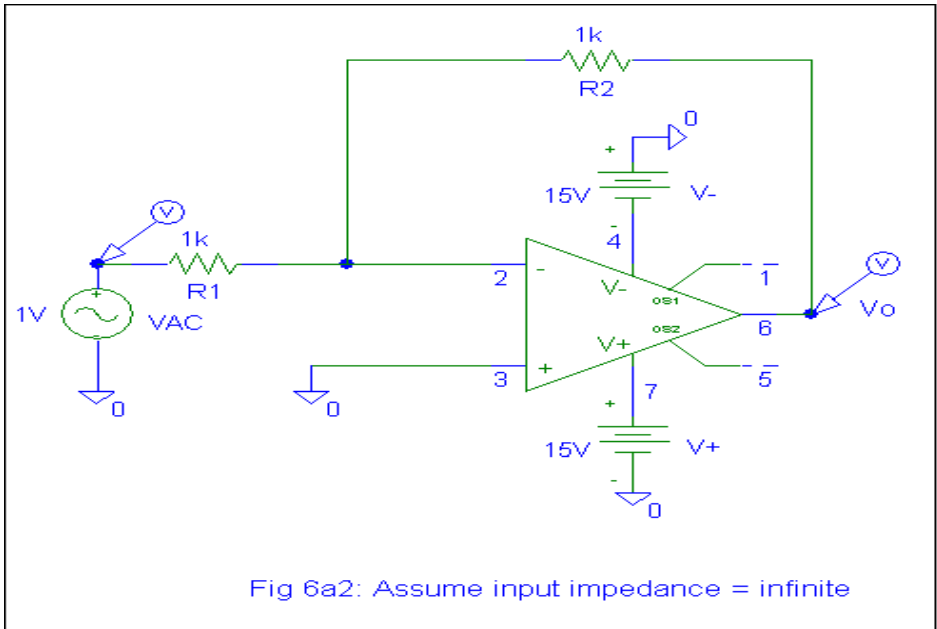 1k
R2
0
+
15V
V-
-
4
V
1k
R1
2
-
V-
OS1
1
V
Vo
1V
+
VAC
6
OS2
V+
5
3
+
0
0
7
+
15V
V+
-
0
Fig 6a2: Assume input impedance = infinite